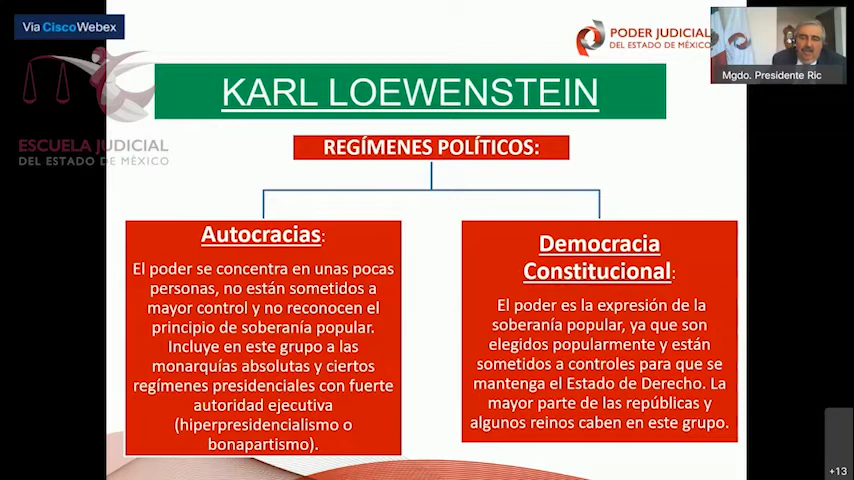 Vía CiscoWebex
PODER JUDICIAL
DEL ESTADO DE MÉXICO
Mgdo. Presidente Ric
ESCUELA JUDICIAL
DEL ESTADO DE MÉXICO
KARL LOEWENSTEIN
REGÍMENES POLÍTICOS:
Autocracias:
El poder se concentra en unas pocas
personas, no están sometidos a
mayor control y no reconocen el
principio de soberanía popular.
Incluye en este grupo a las
monarquías absolutas y ciertos
regímenes presidenciales con fuerte
autoridad ejecutiva
(hiperpresidencialismo o
bonapartismo).
Democracia
Constitucional:
El poder es la expresión de la
soberanía popular, ya que son
elegidos popularmente y están
sometidos a controles para que se
mantenga el Estado de Derecho. La
mayor parte de las repúblicas y
algunos reinos caben en este grupo.
+13